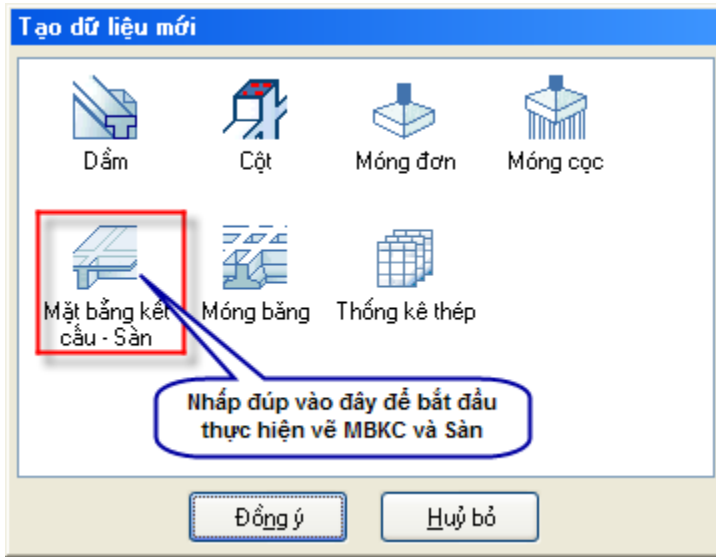 Tạo dữ liệu mới
Dầm
Cột
Móng đơn
Móng cọc
Mặt bằng kết
cấu - Sàn
Móng băng
Thống kê thép
Nhấp đúp vào đây để bắt đầu
thực hiện vẽ MBKC và Sàn
Đồng ý
Huỷ bỏ